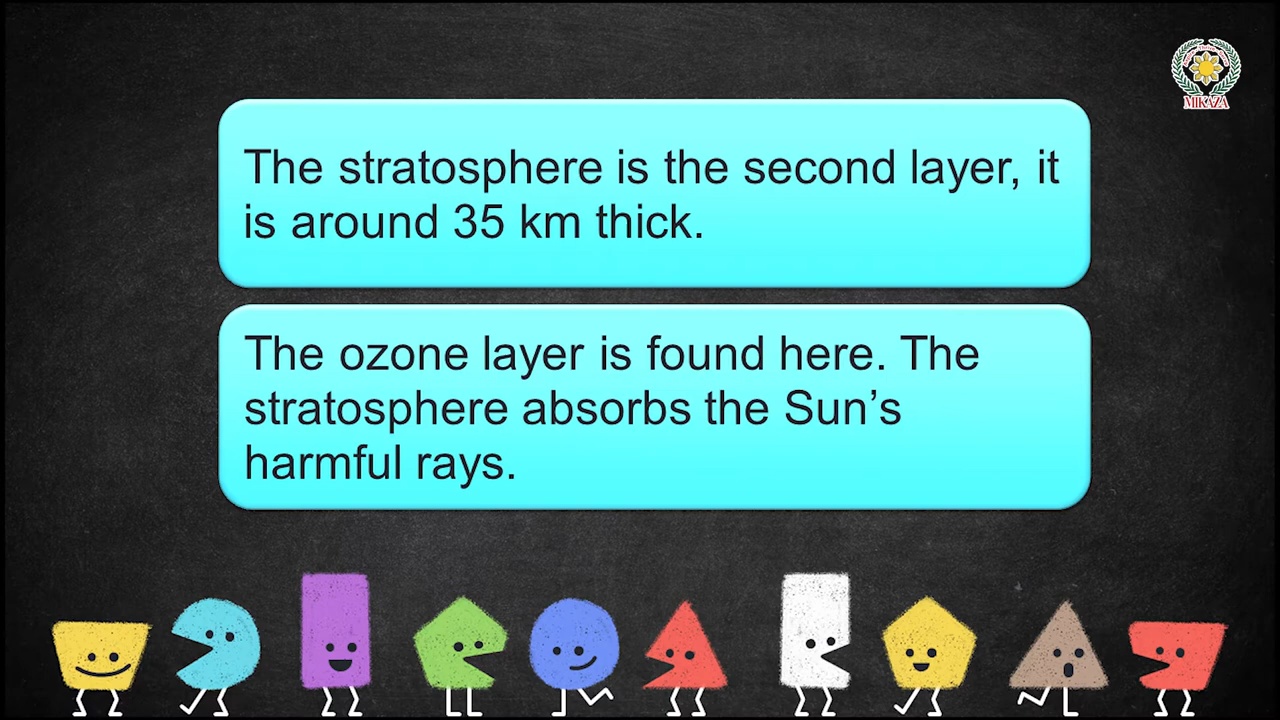 MIKAZA
The stratosphere is the second layer, it
is around 35 km thick.
The ozone layer is found here. The
stratosphere absorbs the Sun’s
harmful rays.